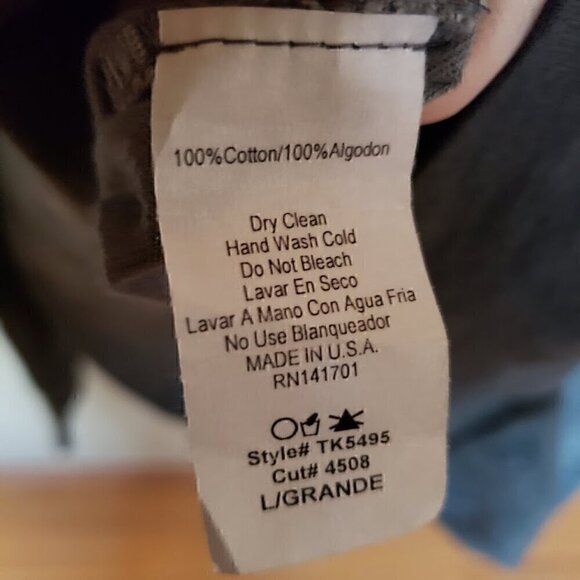 100%Cotton/100%Algodon
Dry Clean
Hand Wash Cold
Do Not Bleach
Lavar En Seco
Lavar A Mano Con Agua Fria
No Use Blanqueador
MADE IN U.S.A.
RN141701
Style# TK5495
Cut# 4508
L/GRANDE